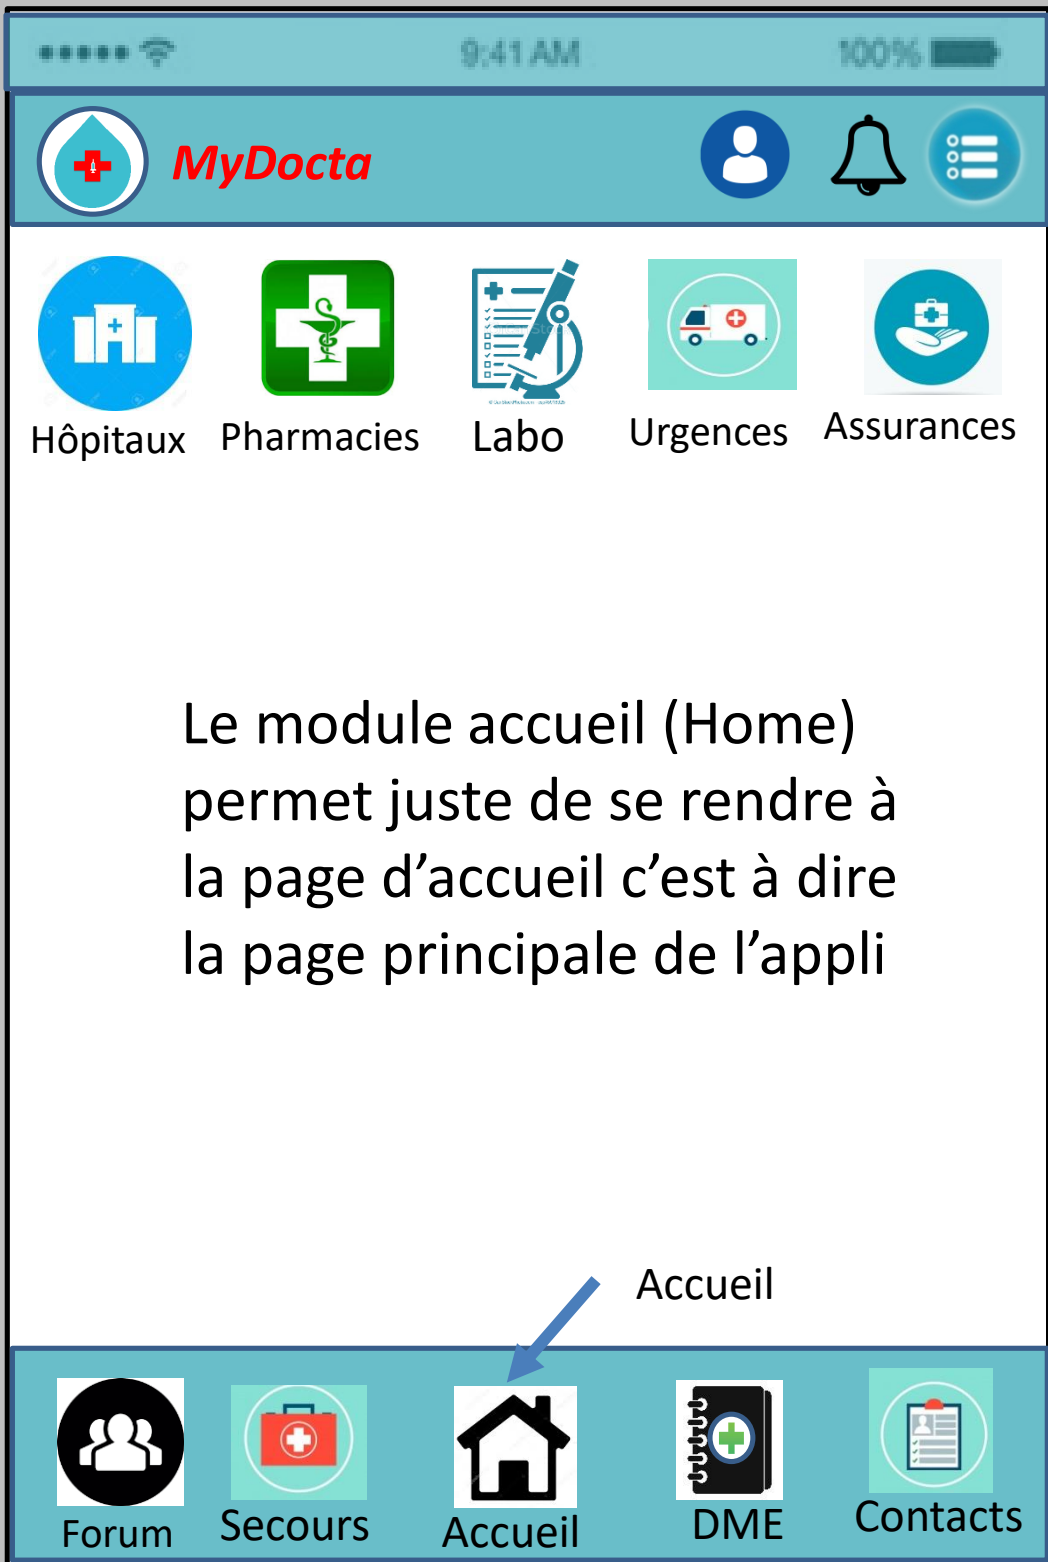 9:41 AM 100%
MyDocta
Hôpitaux Pharmacies Labo Urgences Assurances
Le module accueil (Home)
permet juste de se rendre à
la page d’accueil c’est à dire
la page principale de l’appli
Accueil
Forum Secours Accueil DME Contacts